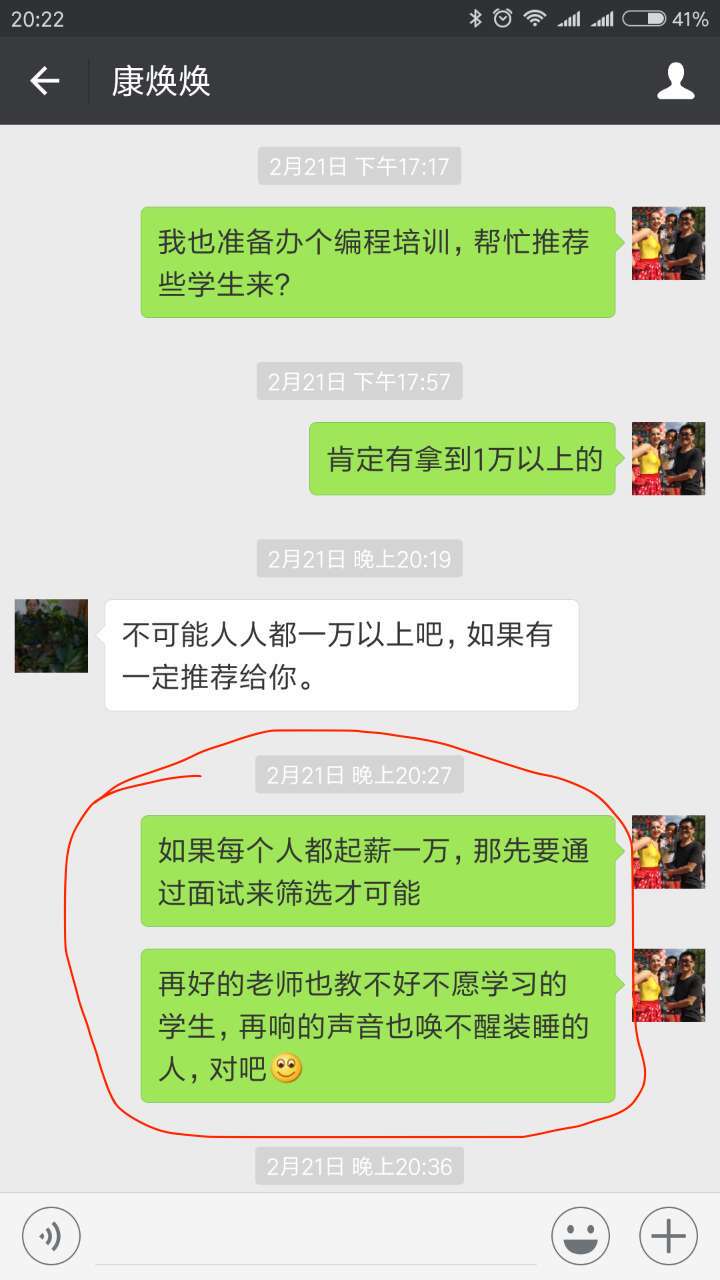 20:22
41%
康焕焕
2月21日 下午17:17
我也准备办个编程培训，帮忙推荐
些学生来？
2月21日 下午17:57
肯定有拿到1万以上的
2月21日 晚上20:19
不可能人人都一万以上吧，如果有
一定推荐给你。
2月21日 晚上20:27
如果每个人都起薪一万，那先要通
过面试来筛选才可能
再好的老师也教不好不愿学习的
学生，再响的声音也唤不醒装睡的
人，对吧
2月21日 晚上20:36